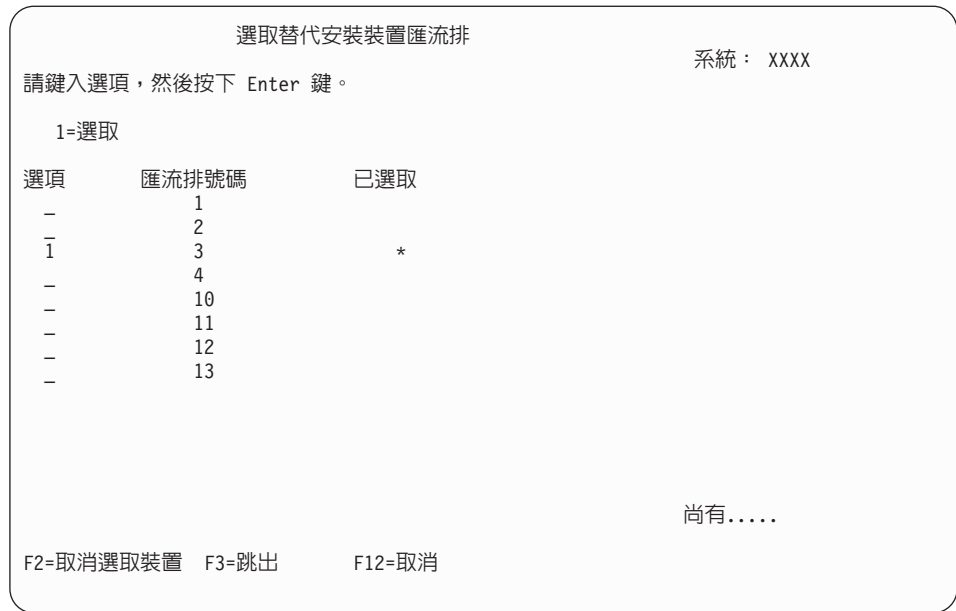 選取替代安裝裝置匯流排
系統： XXXX
請鍵入選項，然後按下 Enter 鍵。
1=選取
選項 匯流排號碼 已選取
_ 1
_ 2
1 3 *
_ 4
_ 10
_ 11
_ 12
_ 13
尚有.....
F2=取消選取裝置 F3=跳出 F12=取消